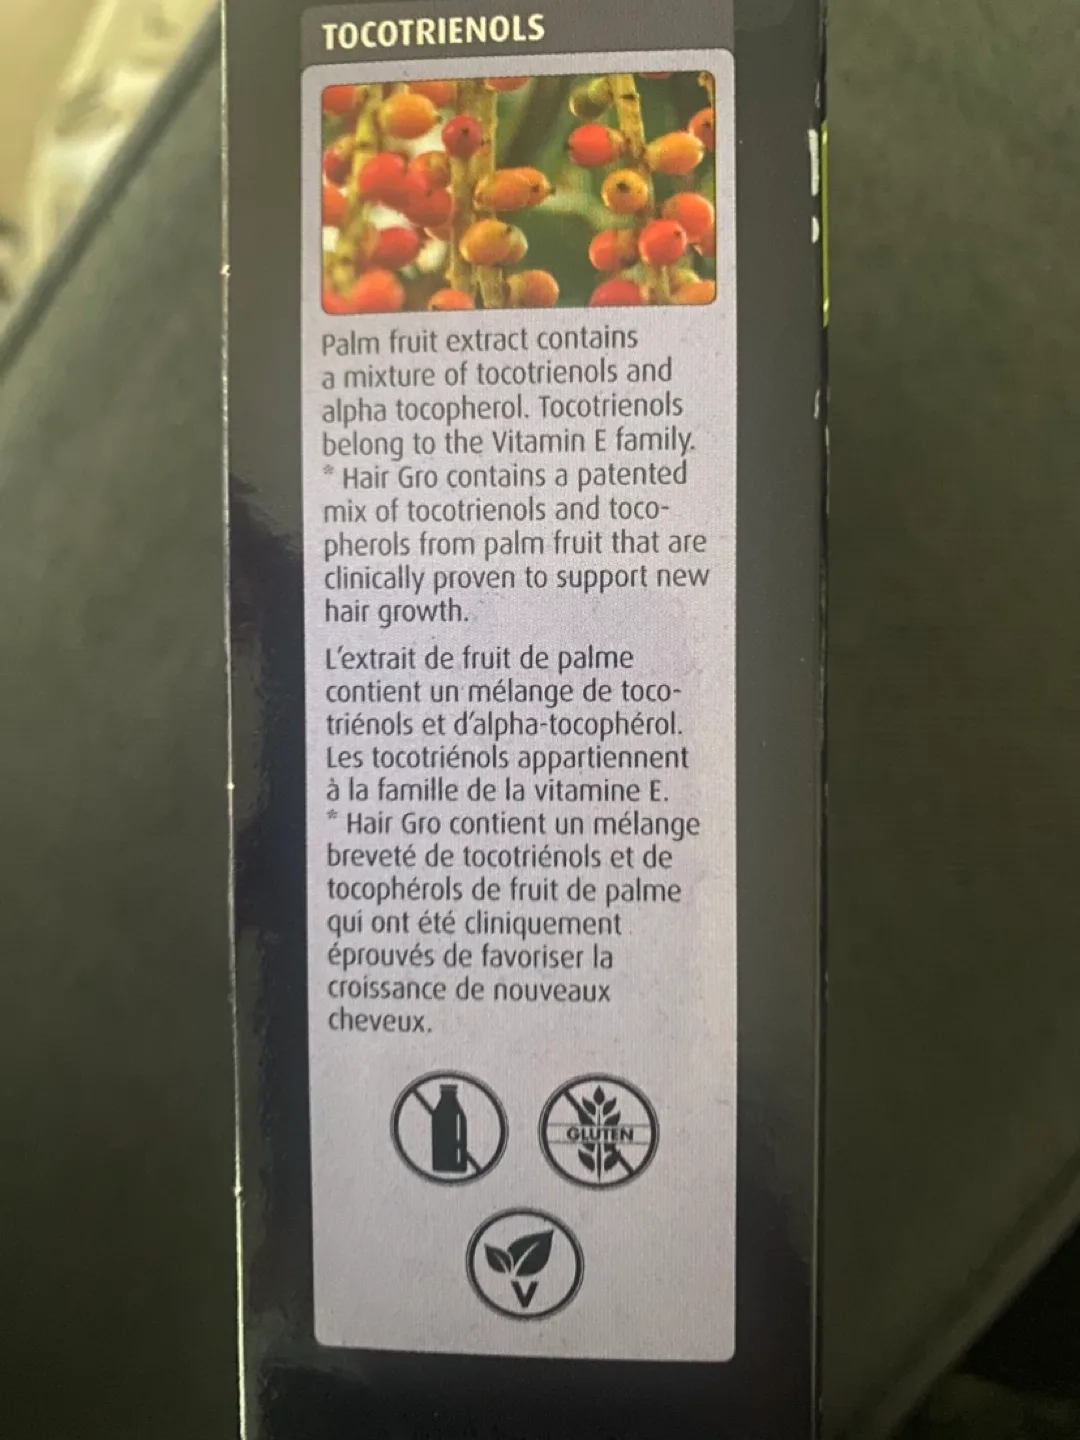 TOCOTRIENOLS
Palm fruit extract contains
a mixture of tocotrienols and
alpha tocopherol. Tocotrienols
belong to the Vitamin E family.
* Hair Gro contains a patented
mix of tocotrienols and toco-
pherols from palm fruit that are
clinically proven to support new
hair growth.
L'extrait de fruit de palme
contient un mélange de toco-
triénols et d'alpha-tocophérol.
Les tocotriénols appartiennent
à la famille de la vitamine E.
* Hair Gro contient un mélange
breveté de tocotriénols et de
tocophérols de fruit de palme
qui ont été cliniquement
éprouvés de favoriser la
croissance de nouveaux
cheveux.
GLUTEN
V